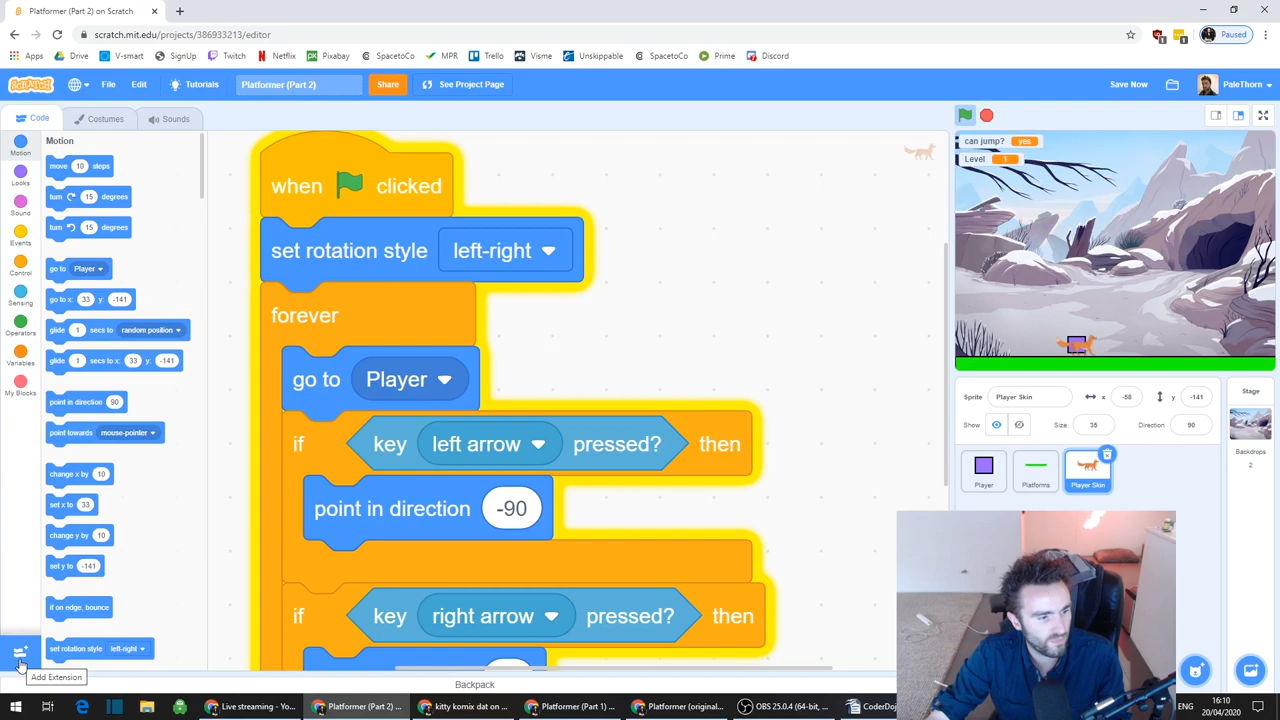 Platformer (Part 2) on Scratch
scratch.mit.edu/projects/386933213/editor
Paused
Apps Drive V-smart SignUp Twitch Netflix Pixabay SpacetoCo MPR Trello Visme Unskippable SpacetoCo Prime Discord
SCRATCH File Edit Tutorials Platformer (Part 2) Share See Project Page Save Now PaleThorn
Code Costumes Sounds
Motion
Looks
Sound
Events
Control
Sensing
Operators
Variables
My Blocks
Motion
move 10 steps
turn 15 degrees
turn 15 degrees
go to Player
go to x: 33 y: -141
glide 1 secs to random position
glide 1 secs to x: 33 y: -141
point in direction 90
point towards mouse-pointer
change x by 10
set x to 33
change y by 10
set y to -141
if on edge, bounce
set rotation style left-right
Add Extension
when clicked
set rotation style left-right
forever
go to Player
if key left arrow pressed? then
point in direction -90
if key right arrow pressed? then
can jump? yes
Level 1
Sprite Player Skin x -58 y -141
Show Size 35 Direction 90
Player Platforms Player Skin
Stage
Backdrops
2
Backpack
Live streaming - Yo...
Platformer (Part 2) ...
kitty komix dat on ...
Platformer (Part 1) ...
Platformer (original...
OBS 25.0.4 (64-bit, ...
CoderDoj
ENG
16:10
20/04/2020